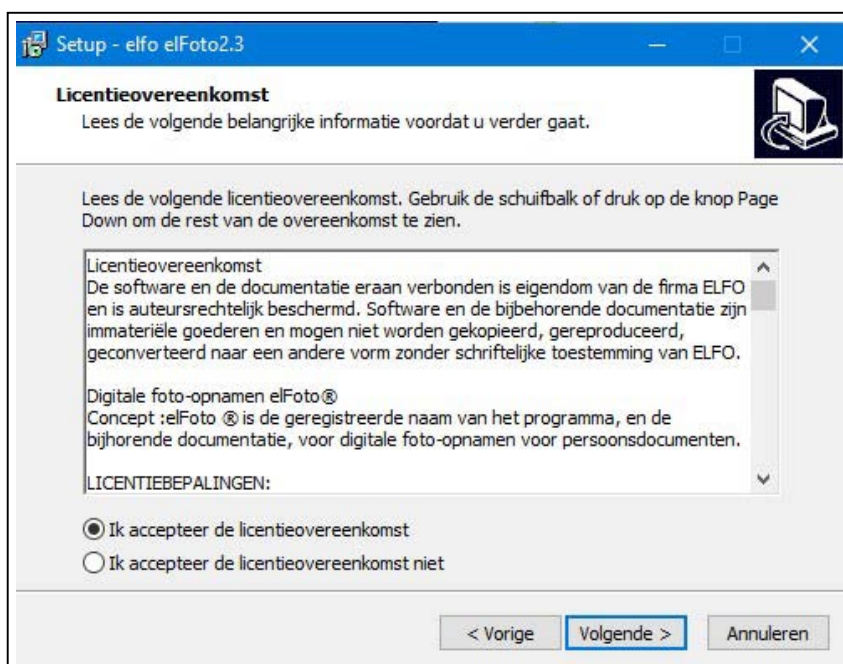 Setup - elfo elFoto2.3
Licentieovereenkomst
Lees de volgende belangrijke informatie voordat u verder gaat.
Lees de volgende licentieovereenkomst. Gebruik de schuifbalk of druk op de knop Page
Down om de rest van de overeenkomst te zien.
Licentieovereenkomst
De software en de documentatie eraan verbonden is eigendom van de firma ELFO
en is auteursrechtelijk beschermd. Software en de bijbehorende documentatie zijn
immateriële goederen en mogen niet worden gekopieerd, gereproduceerd,
geconverteerd naar een andere vorm zonder schriftelijke toestemming van ELFO.
Digitale foto-opnamen elFoto®
Concept :elFoto ® is de geregistreerde naam van het programma, en de
bijhorende documentatie, voor digitale foto-opnamen voor persoonsdocumenten.
LICENTIEBEPALINGEN:
Ik accepteer de licentieovereenkomst
Ik accepteer de licentieovereenkomst niet
< Vorige
Volgende >
Annuleren